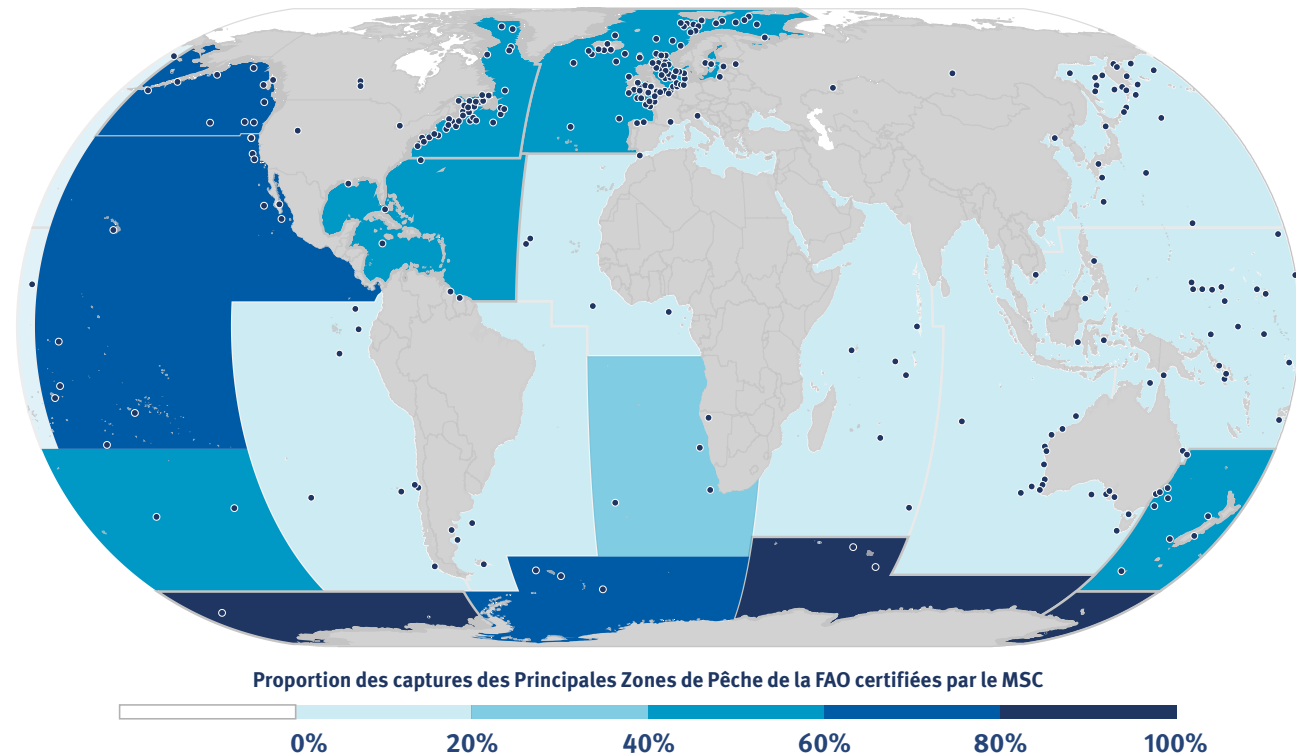 Proportion des captures des Principales Zones de Pêche de la FAO certifiées par le MSC
0% 20% 40% 60% 80% 100%